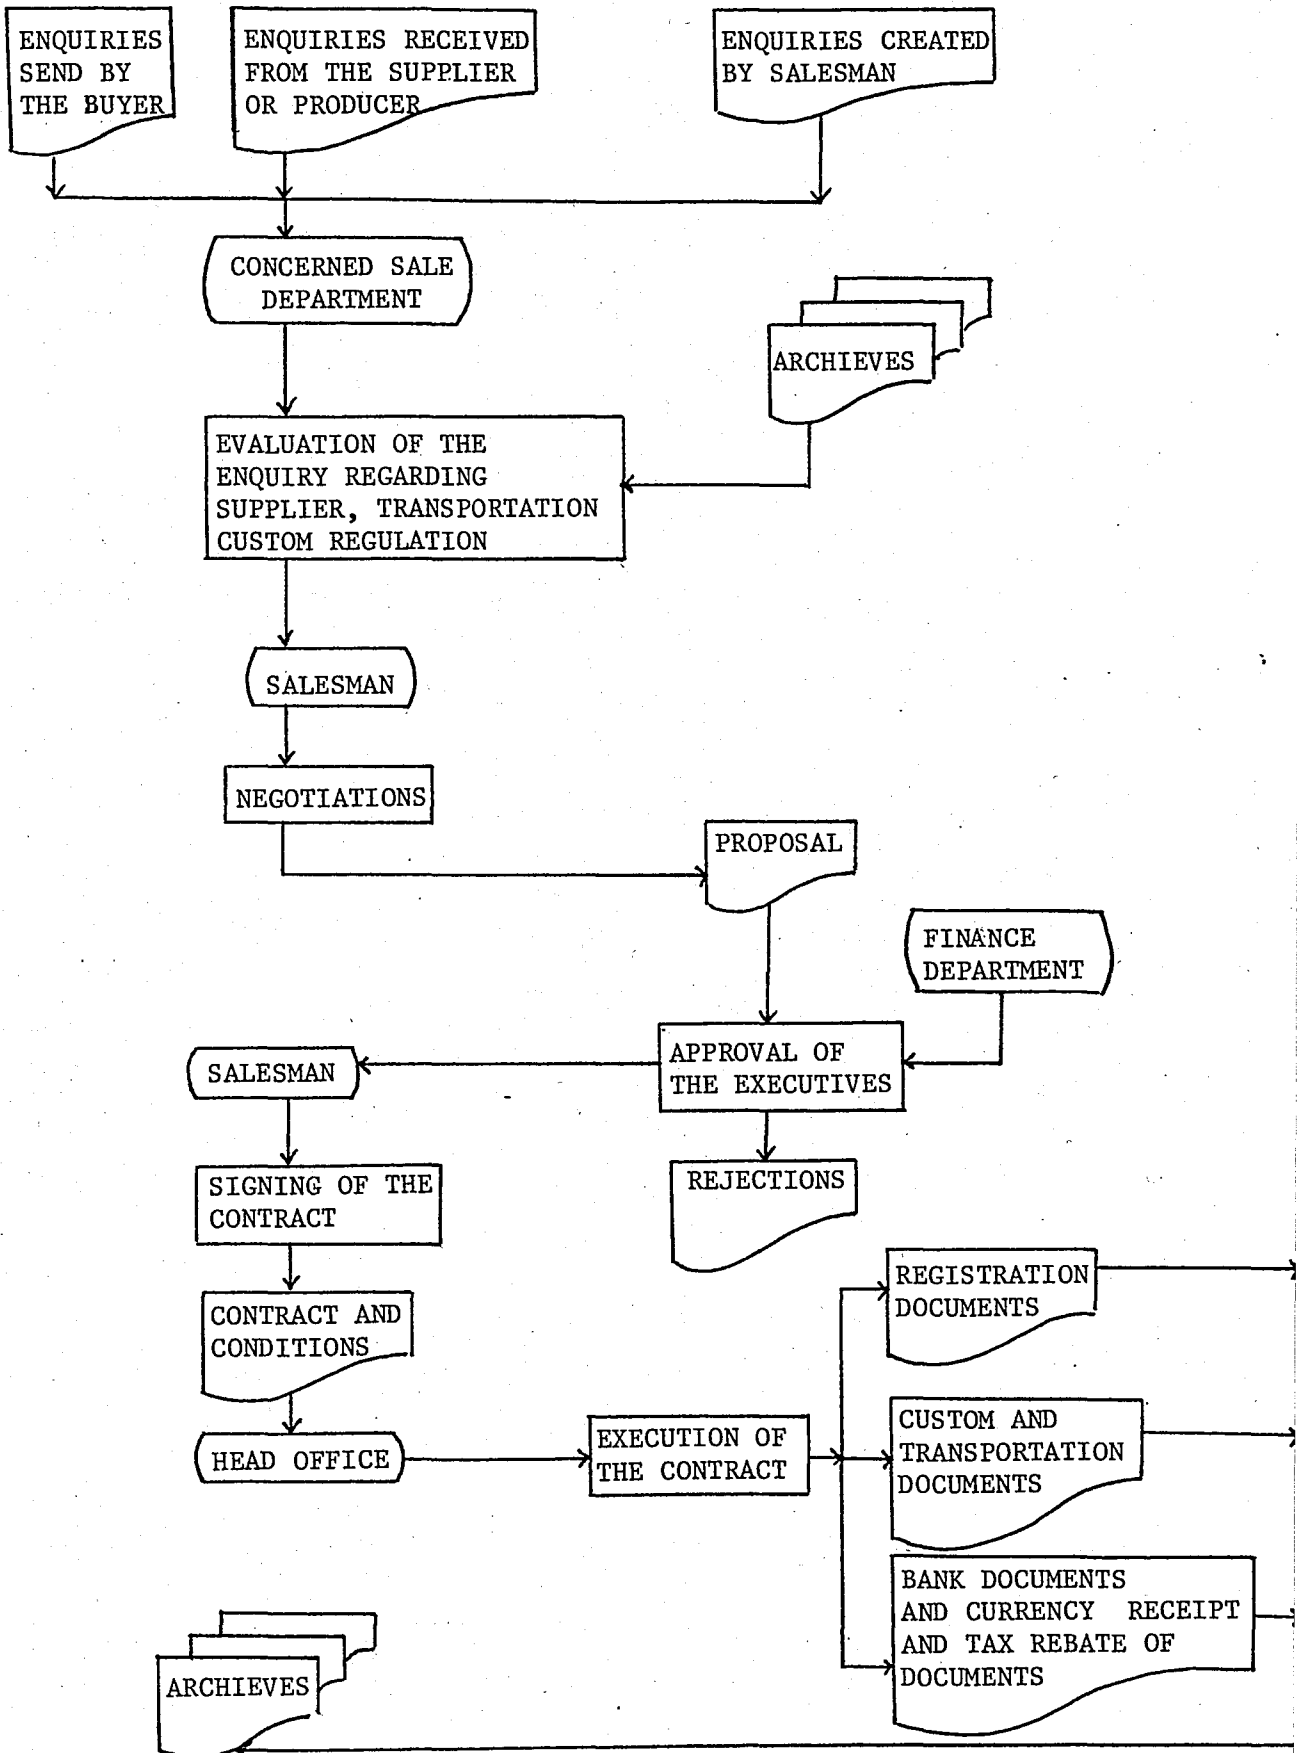 ENQUIRIES
SEND BY
THE BUYER
ENQUIRIES RECEIVED
FROM THE SUPPLIER
OR PRODUCER
ENQUIRIES CREATED
BY SALESMAN
CONCERNED SALE
DEPARTMENT
ARCHIEVES
EVALUATION OF THE
ENQUIRY REGARDING
SUPPLIER, TRANSPORTATION
CUSTOM REGULATION
SALESMAN
NEGOTIATIONS
PROPOSAL
FINANCE
DEPARTMENT
APPROVAL OF
THE EXECUTIVES
SALESMAN
REJECTIONS
SIGNING OF THE
CONTRACT
REGISTRATION
DOCUMENTS
CONTRACT AND
CONDITIONS
HEAD OFFICE
EXECUTION OF
THE CONTRACT
CUSTOM AND
TRANSPORTATION
DOCUMENTS
BANK DOCUMENTS
AND CURRENCY RECEIPT
AND TAX REBATE OF
DOCUMENTS
ARCHIEVES